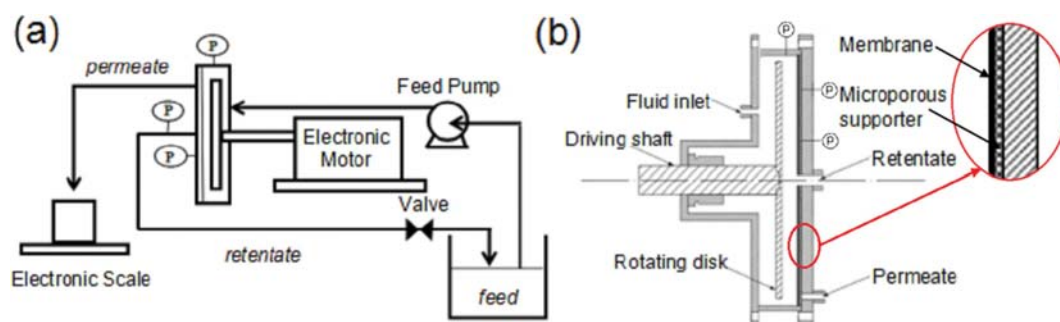 (a)
P
permeate
P
P
Feed Pump
Electronic
Motor
Valve
retentate
Electronic Scale
feed
(b)
P
Membrane
P
Microporous
supporter
Fluid inlet
P
Driving shaft
Retentate
Rotating disk
Permeate